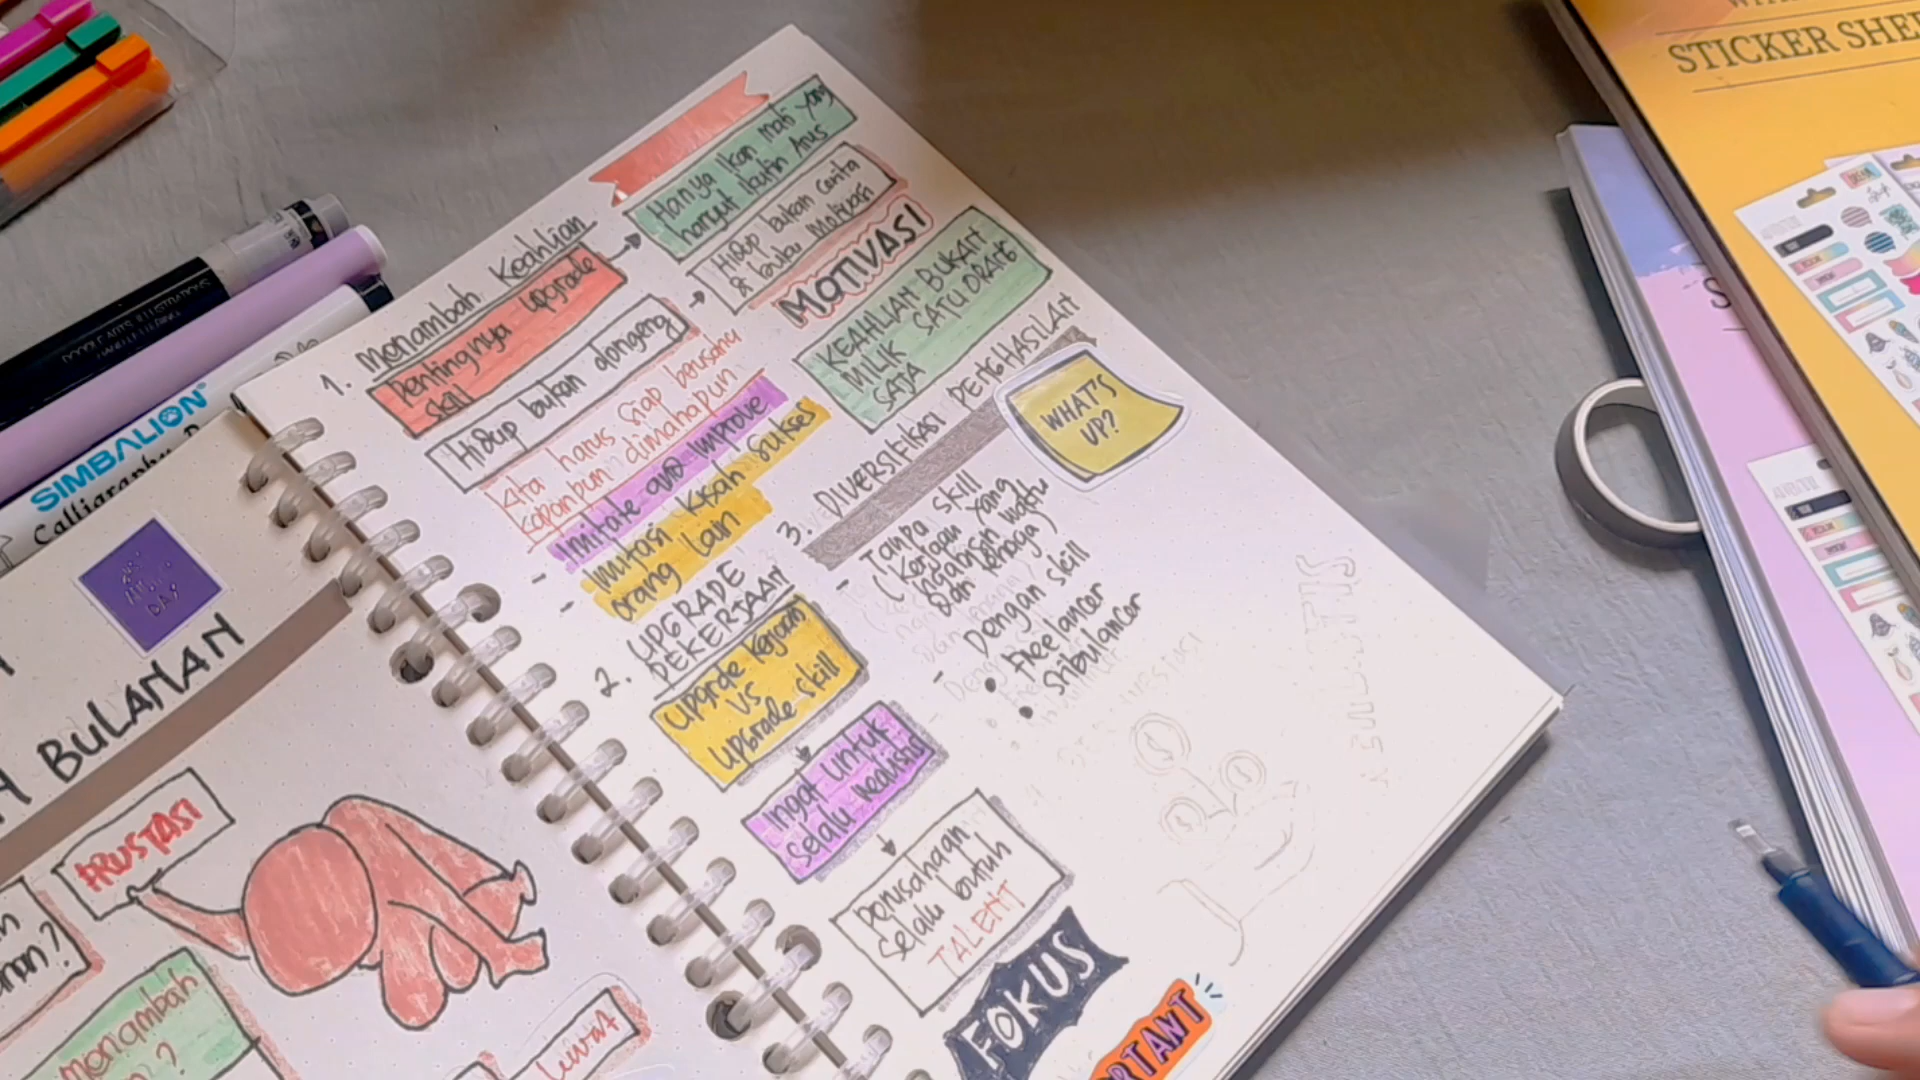 STICKER SHE
SIMBALION
BULANAN
FRUSTASI
1. Menambah Keahlian
Pentingnya Upgrade
skill
Hanya Ikan mati yang
hanyut Ikutin Arus
Hidup bukan dongeng
Hidup bukan Cerita
& buku Motivasi
MOTIVASI
Kita harus siap bersama
kapanpun dimanapun
KEAHLIAN BUKAN
MILIK SATU ORANG
SAJA
- Imitate and Improve
- Imitasi Kisah Sukses
orang lain
2. UPGRADE
PEKERJAAN
Upgrade Kerjaan
VS
Upgrade skill
Ingat Untuk
Selalu Realistis
perusahaan
selalu butuh
TALENT
FOKUS
RTANT
3. DIVERSIFIKASI PENGHASILAN
WHAT'S
UP?
- Tanpa skill
(Kerjaan yang
ngabisin waktu
dan tenaga)
- Dengan skill
• Freelancer
• Sribulancer